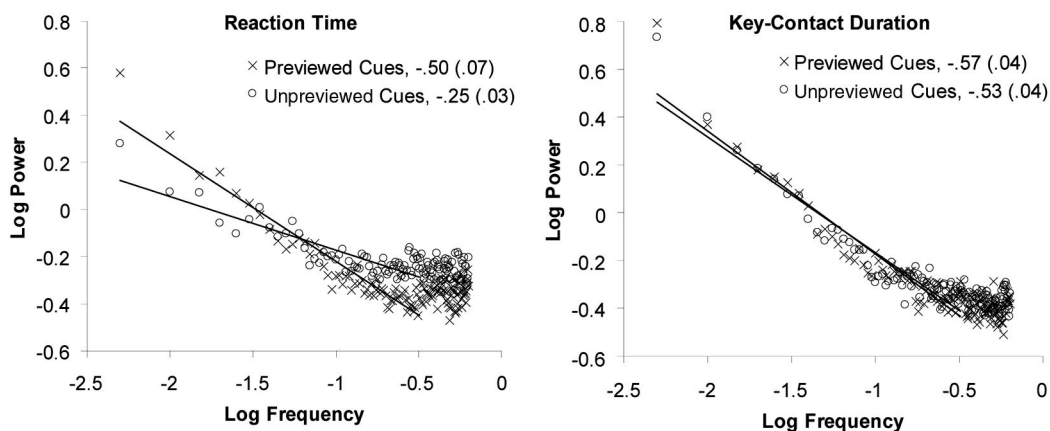 Reaction Time
× Previewed Cues, -.50 (.07)
○ Unpreviewed Cues, -.25 (.03)
Log Power
0.8
0.6
0.4
0.2
0
-0.2
-0.4
-0.6
-2.5 -2 -1.5 -1 -0.5 0
Log Frequency
Key-Contact Duration
× Previewed Cues, -.57 (.04)
○ Unpreviewed Cues, -.53 (.04)
Log Power
0.8
0.6
0.4
0.2
0
-0.2
-0.4
-0.6
-2.5 -2 -1.5 -1 -0.5 0
Log Frequency